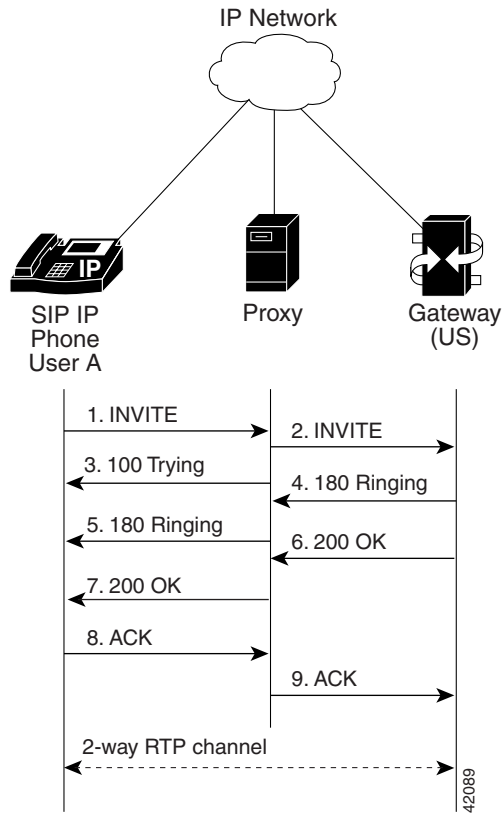 IP Network
IP
SIP IP
Phone
User A
Proxy
Gateway
(US)
1. INVITE
2. INVITE
3. 100 Trying
4. 180 Ringing
5. 180 Ringing
6. 200 OK
7. 200 OK
8. ACK
9. ACK
2-way RTP channel
42089